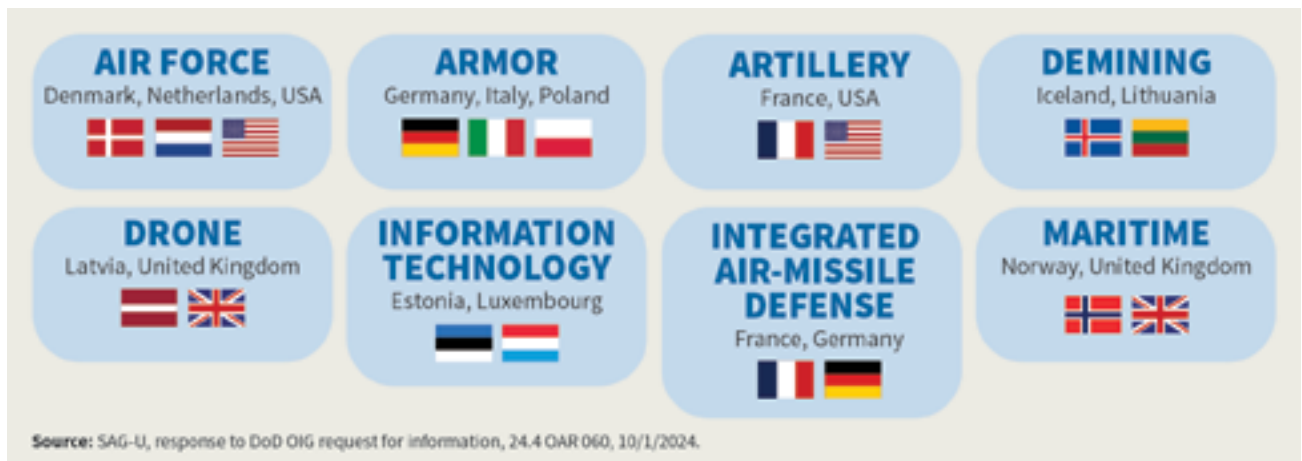 AIR FORCE
Denmark, Netherlands, USA
ARMOR
Germany, Italy, Poland
ARTILLERY
France, USA
DEMINING
Iceland, Lithuania
DRONE
Latvia, United Kingdom
INFORMATION
TECHNOLOGY
Estonia, Luxembourg
INTEGRATED
AIR-MISSILE
DEFENSE
France, Germany
MARITIME
Norway, United Kingdom
Source: SAG-U, response to DoD OIG request for information, 24.4 OAR 060, 10/1/2024.